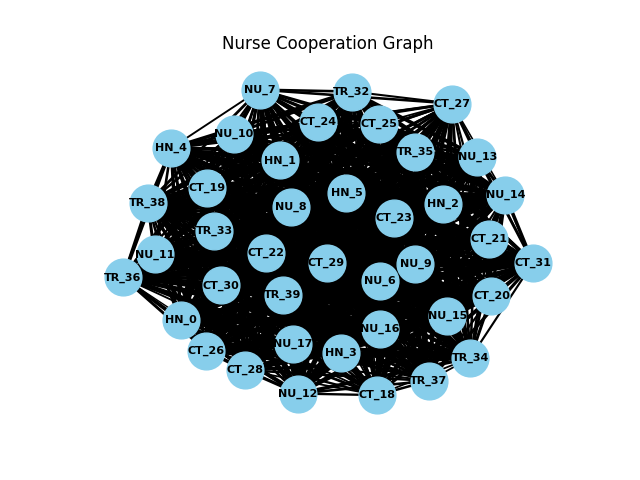 Nurse Cooperation Graph
NU_7
TR_32
CT_27
CT_24
CT_25
NU_10
HN_4
TR_35
NU_13
HN_1
CT_19
HN_5
NU_14
TR_38
NU_8
HN_2
CT_23
TR_33
CT_21
NU_11
CT_22
CT_29
NU_9
CT_31
TR_36
NU_6
CT_30
TR_39
CT_20
HN_0
NU_15
NU_16
NU_17
CT_26
HN_3
TR_34
CT_28
TR_37
NU_12
CT_18